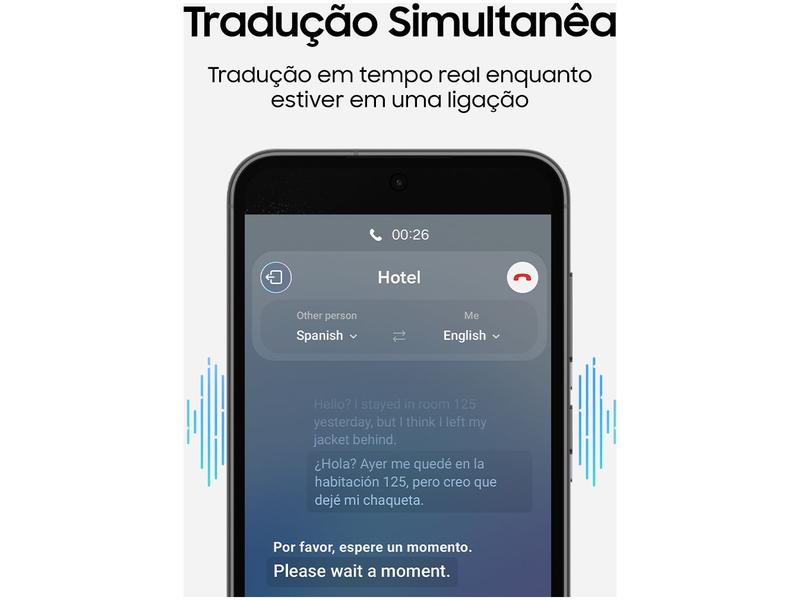 Tradução Simultanêa
Tradução em tempo real enquanto
estiver em uma ligação
00:26
Hotel
Other person
Me
Spanish
English
Hello? I stayed in room 125
yesterday, but I think I left my
jacket behind.
¿Hola? Ayer me quedé en la
habitación 125, pero creo que
dejé mi chaqueta.
Por favor, espere un momento.
Please wait a moment.